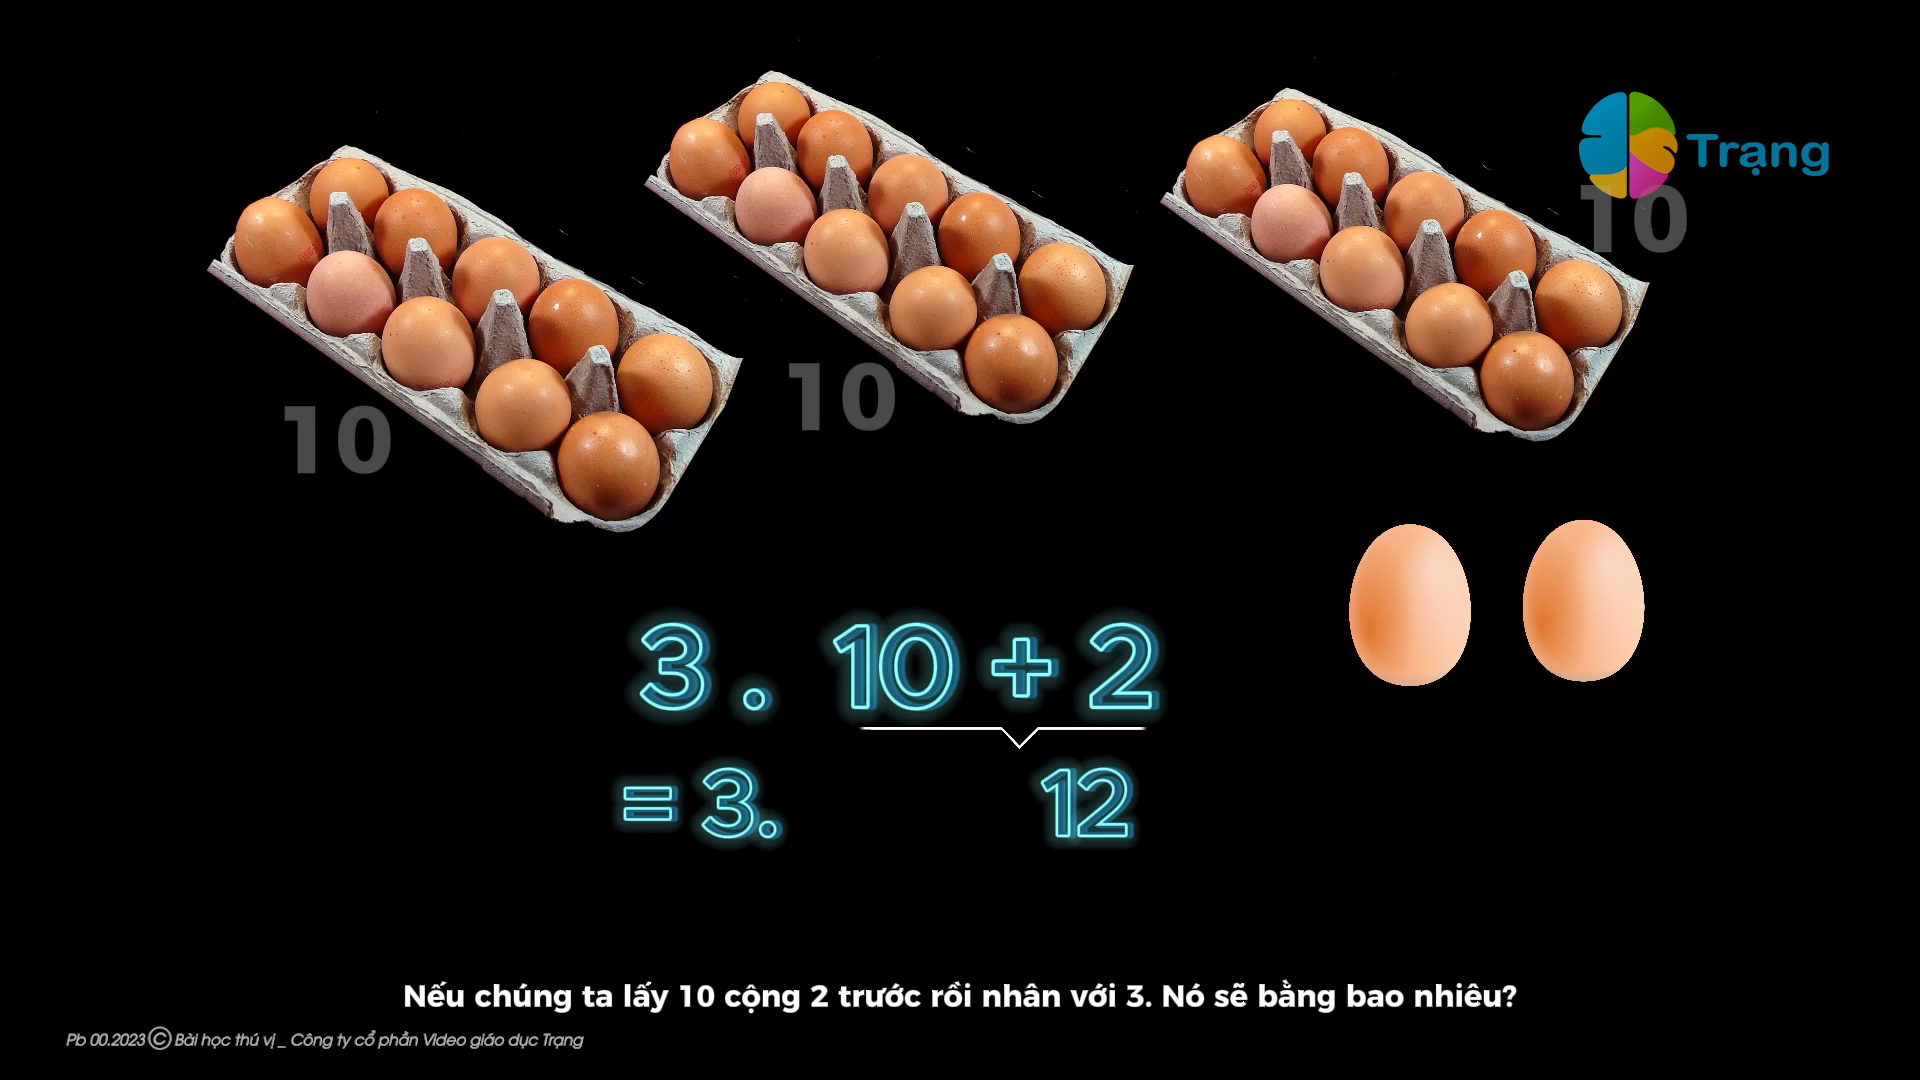 Trạng
10
10
10
3 . 10 + 2
= 3. 12
Nếu chúng ta lấy 10 cộng 2 trước rồi nhân với 3. Nó sẽ bằng bao nhiêu?
Pb 00.2023 © Bài học thú vị _ Công ty cổ phần Video giáo dục Trạng